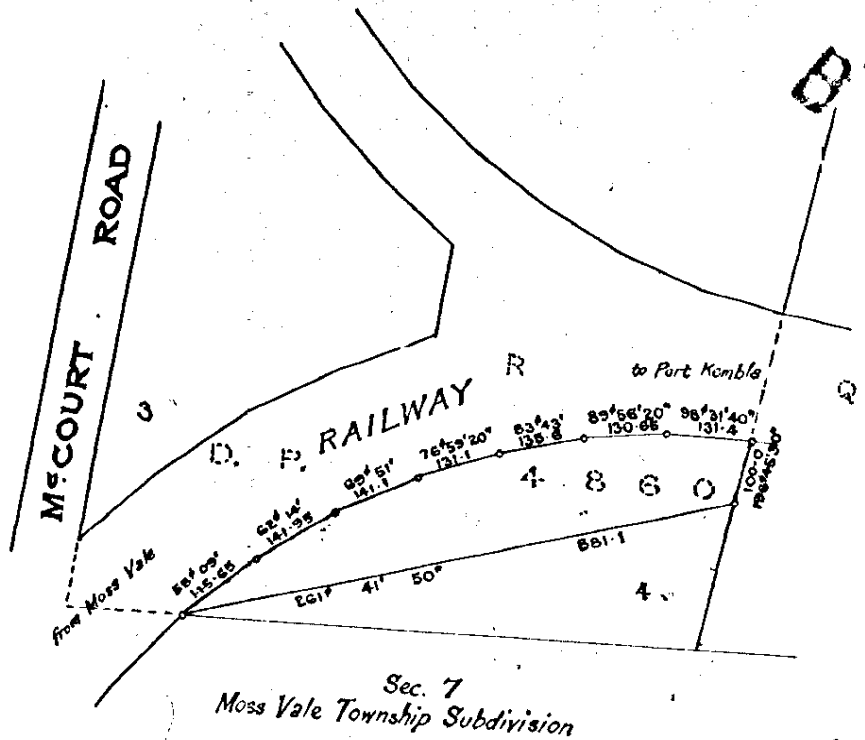 B
McCOURT ROAD
3
D. P. RAILWAY R
to Port Kembla
Q
4 8 6 0
131.1
135.8
89° 56' 20"
130.66
98° 31' 40"
131.4
100.0
62° 14'
141.95
141.1
76° 59' 20"
83° 43'
115.65
from Moss Vale
261° 41' 50"
881.1
4
Sec. 7
Moss Vale Township Subdivision